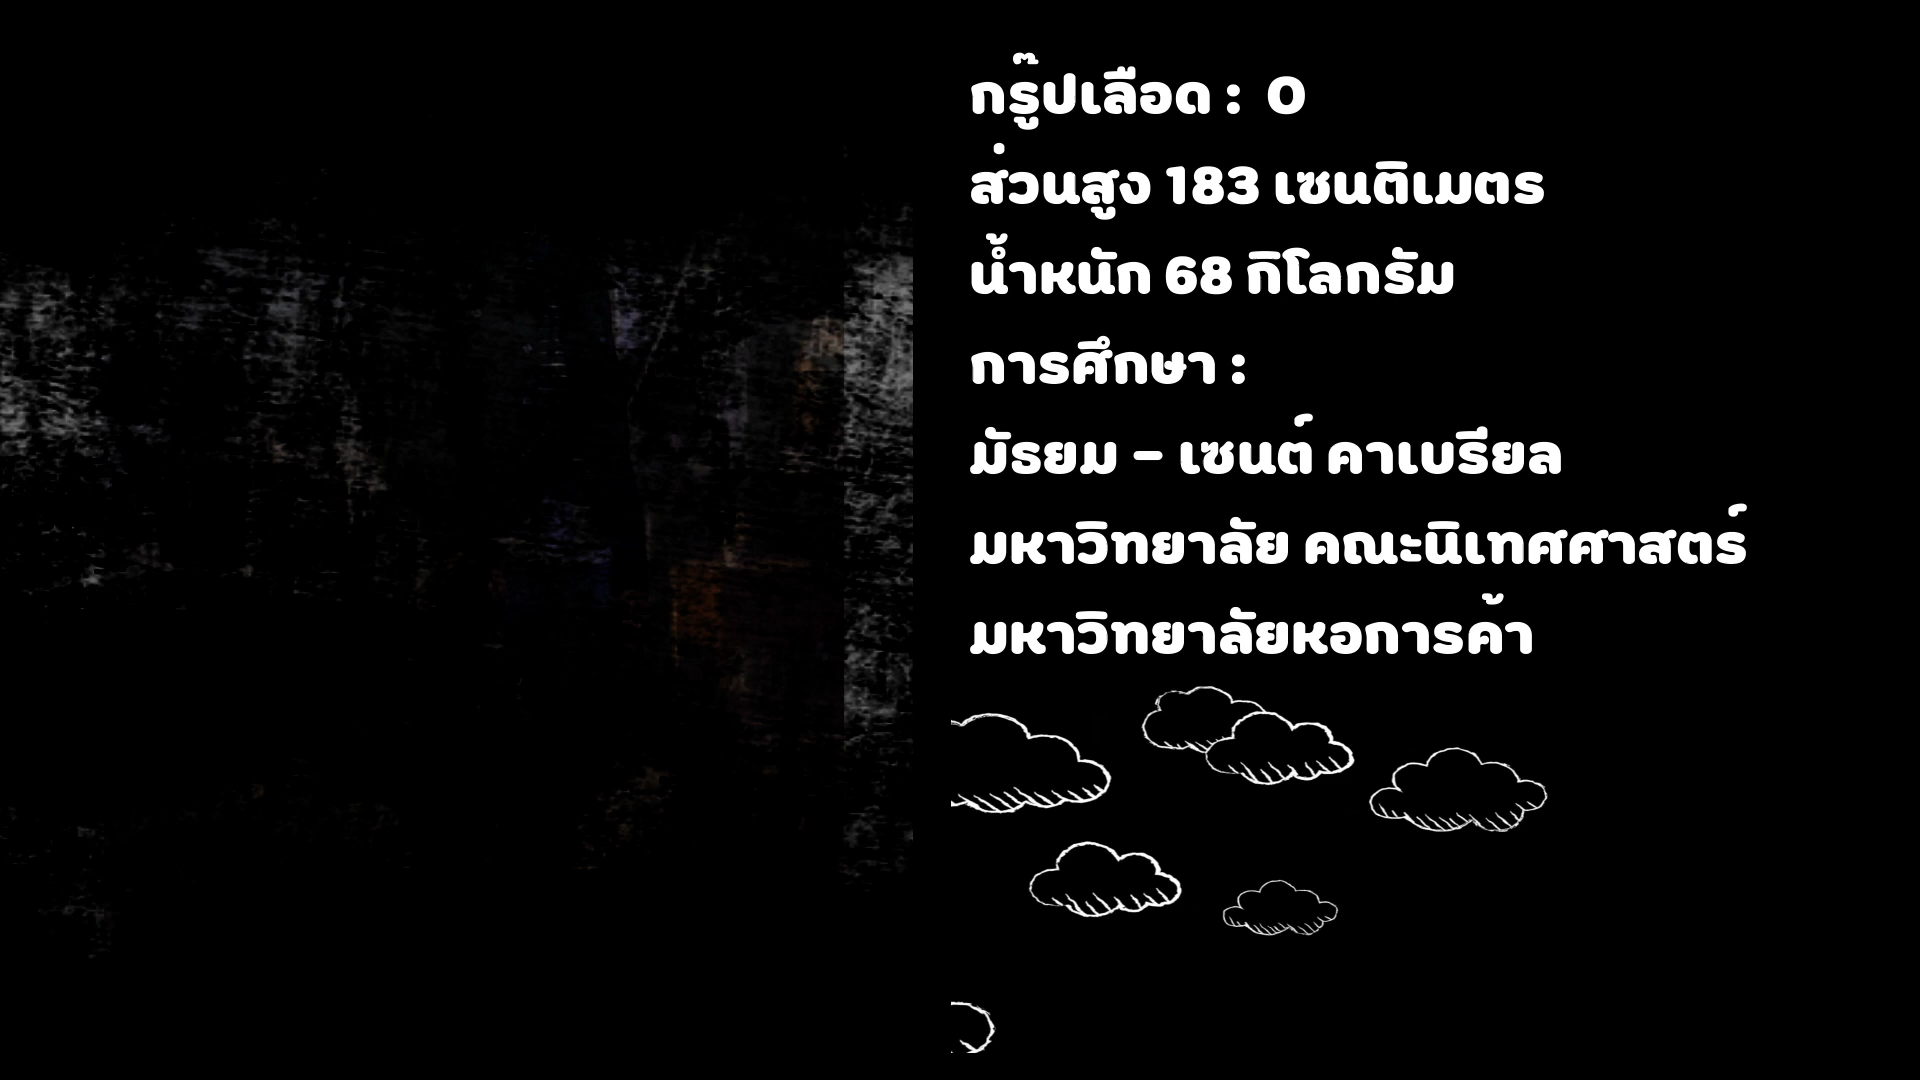 กรุ๊ปเลือด : O
ส่วนสูง 183 เซนติเมตร
น้ำหนัก 68 กิโลกรัม
การศึกษา :
มัธยม – เซนต์ คาเบรียล
มหาวิทยาลัย คณะนิเทศศาสตร์
มหาวิทยาลัยหอการค้า